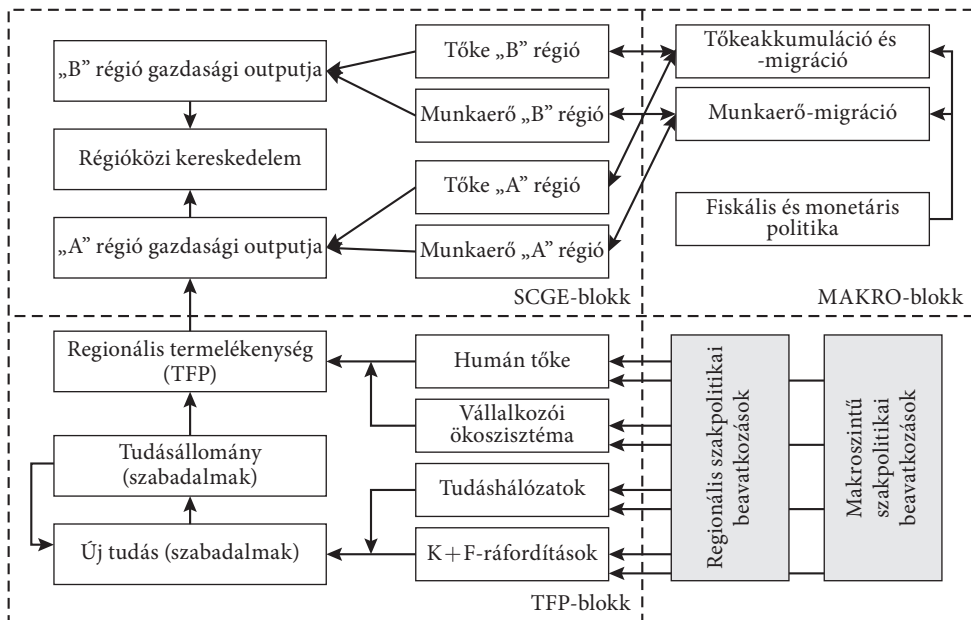 „B” régió gazdasági outputja
Régióközi kereskedelem
„A” régió gazdasági outputja
Tőke „B” régió
Munkaerő „B” régió
Tőke „A” régió
Munkaerő „A” régió
SCGE-blokk
Tőkeakkumuláció és
-migráció
Munkaerő-migráció
Fiskális és monetáris
politika
MAKRO-blokk
Regionális termelékenység
(TFP)
Tudásállomány
(szabadalmak)
Új tudás (szabadalmak)
Humán tőke
Vállalkozói
ökoszisztéma
Tudáshálózatok
K+F-ráfordítások
TFP-blokk
Regionális szakpolitikai
beavatkozások
Makroszintű
szakpolitikai
beavatkozások